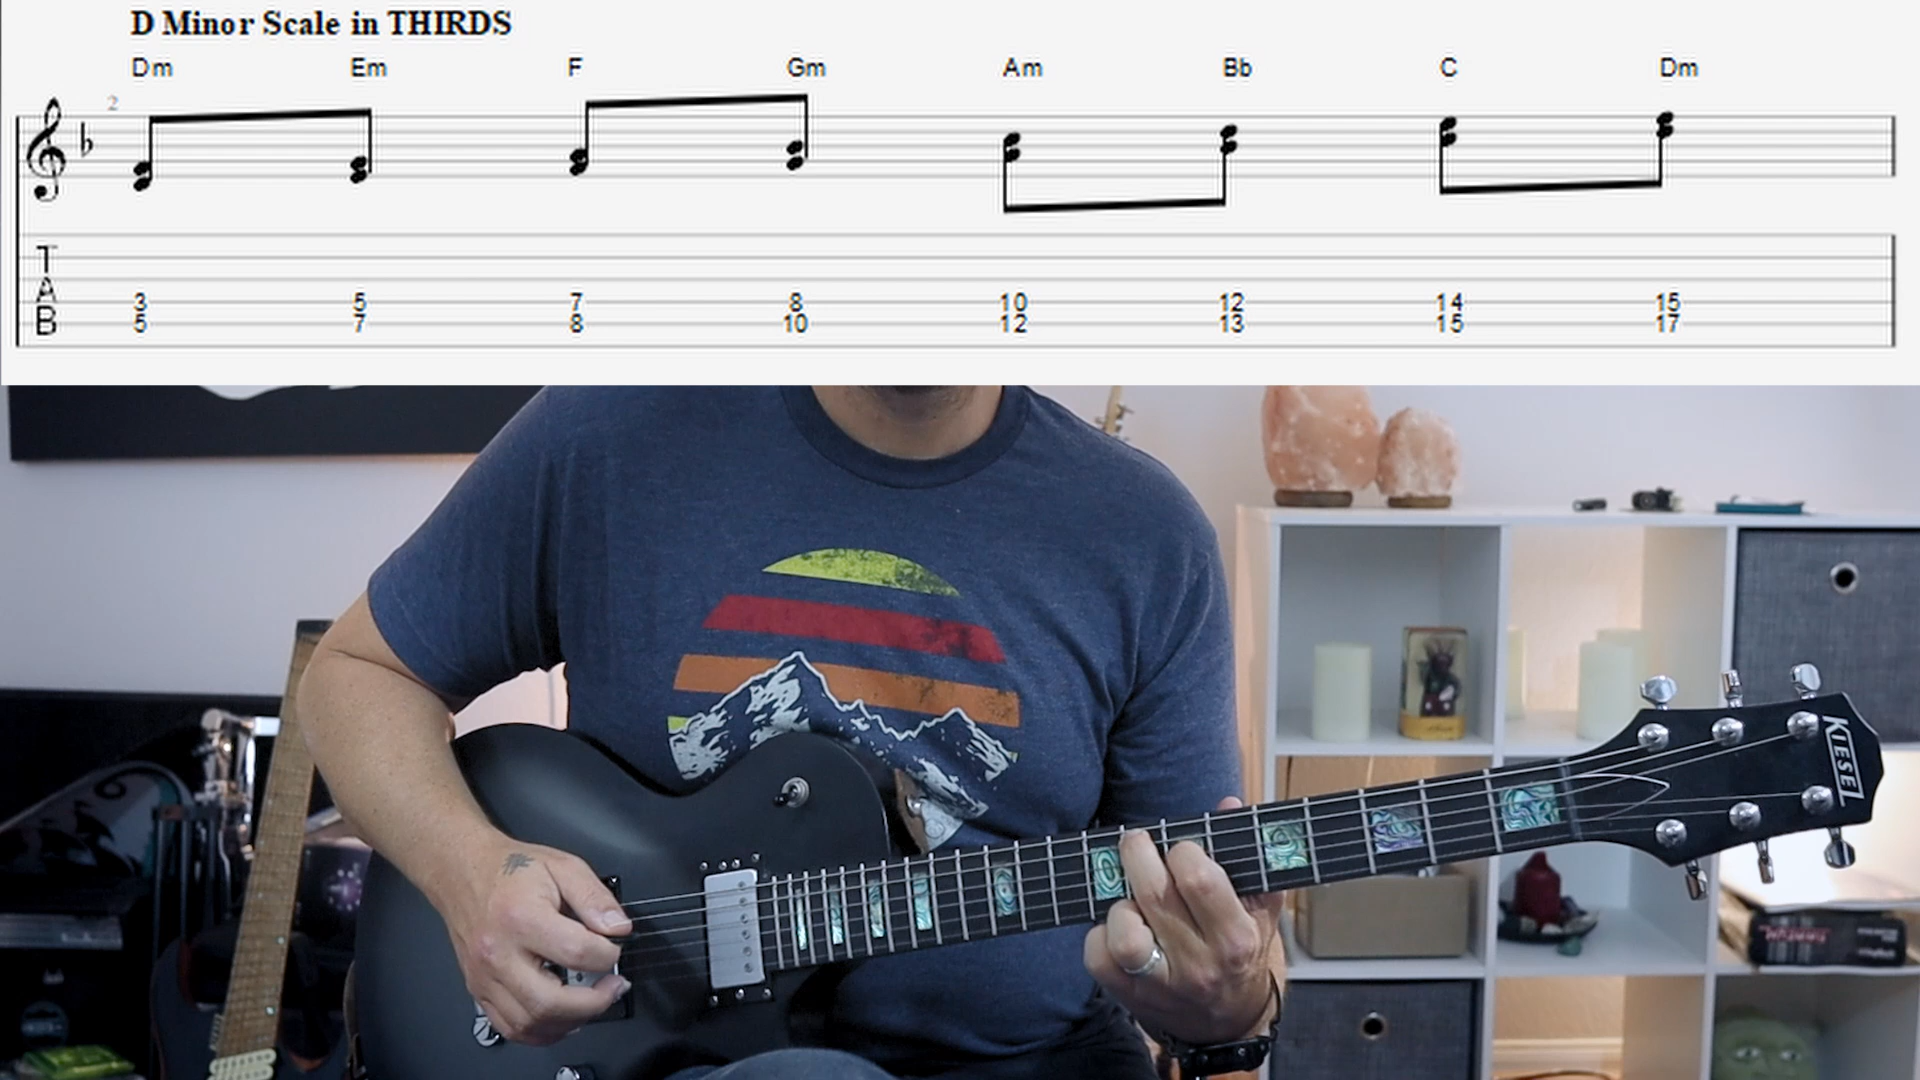 D Minor Scale in THIRDS
Dm Em F Gm Am Bb C Dm
2
T
A
B
3 5 7 8 10 12 14 15
5 7 8 10 12 13 15 17
KIESEL